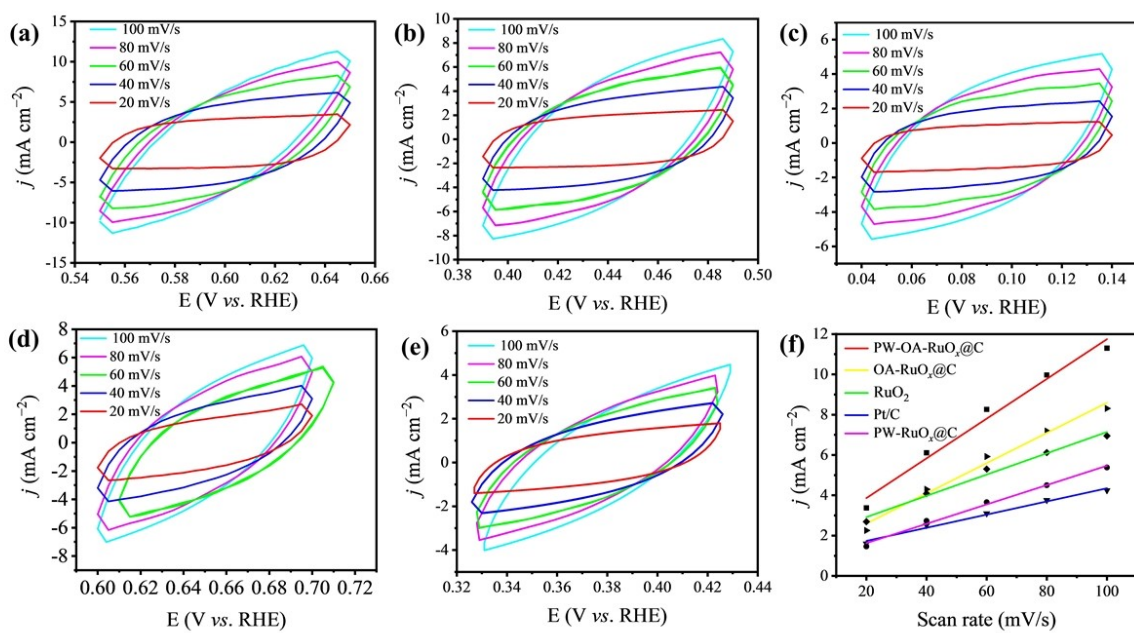 (a)
100 mV/s
80 mV/s
60 mV/s
40 mV/s
20 mV/s
15
10
5
0
-5
-10
-15
j (mA cm⁻²)
0.54 0.56 0.58 0.60 0.62 0.64 0.66
E (V vs. RHE)
(b)
100 mV/s
80 mV/s
60 mV/s
40 mV/s
20 mV/s
10
8
6
4
2
0
-2
-4
-6
-8
-10
j (mA cm⁻²)
0.38 0.40 0.42 0.44 0.46 0.48 0.50
E (V vs. RHE)
(c)
100 mV/s
80 mV/s
60 mV/s
40 mV/s
20 mV/s
6
4
2
0
-2
-4
-6
j (mA cm⁻²)
0.04 0.06 0.08 0.10 0.12 0.14
E (V vs. RHE)
(d)
100 mV/s
80 mV/s
60 mV/s
40 mV/s
20 mV/s
8
6
4
2
0
-2
-4
-6
-8
j (mA cm⁻²)
0.60 0.62 0.64 0.66 0.68 0.70 0.72
E (V vs. RHE)
(e)
100 mV/s
80 mV/s
60 mV/s
40 mV/s
20 mV/s
6
4
2
0
-2
-4
j (mA cm⁻²)
0.32 0.34 0.36 0.38 0.40 0.42 0.44
E (V vs. RHE)
(f)
PW-OA-RuOₓ@C
OA-RuOₓ@C
RuO₂
Pt/C
PW-RuOₓ@C
12
10
8
6
4
2
0
j (mA cm⁻²)
20 40 60 80 100
Scan rate (mV/s)